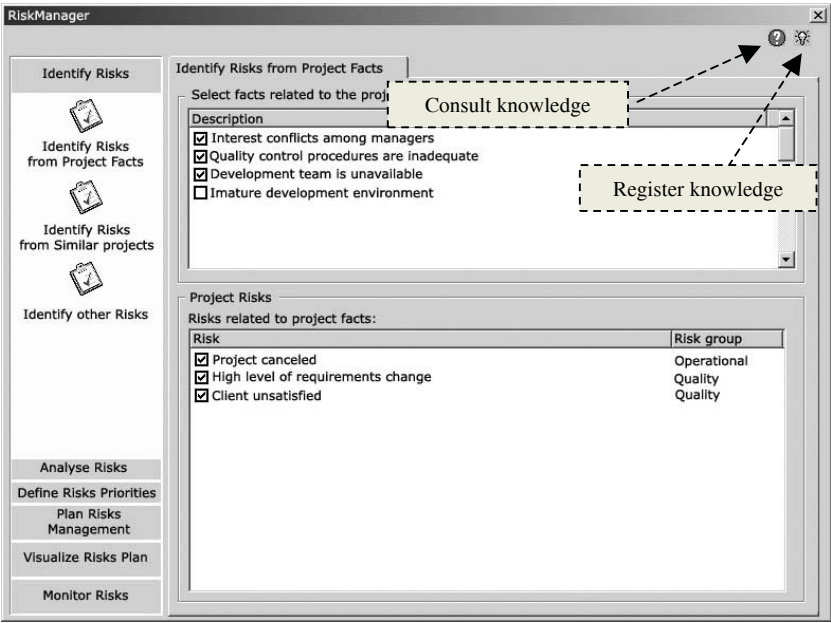 RiskManager
Identify Risks
Identify Risks
from Project Facts
Identify Risks
from Similar projects
Identify other Risks
Analyse Risks
Define Risks Priorities
Plan Risks
Management
Visualize Risks Plan
Monitor Risks
Identify Risks from Project Facts
Select facts related to the proj
Consult knowledge
Register knowledge
Description
Interest conflicts among managers
Quality control procedures are inadequate
Development team is unavailable
Imature development environment
Project Risks
Risks related to project facts:
Risk Risk group
Project canceled Operational
High level of requirements change Quality
Client unsatisfied Quality